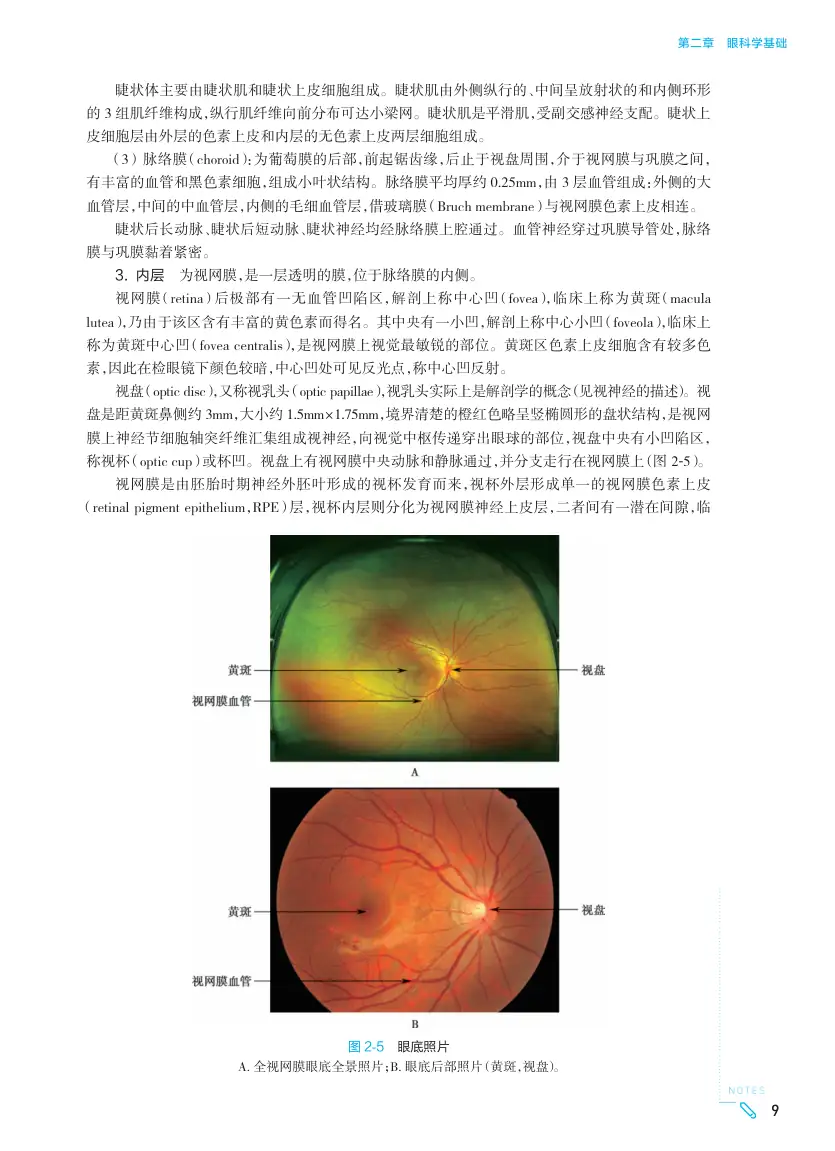 第二章 眼科学基础
睫状体主要由睫状肌和睫状上皮细胞组成。睫状肌由外侧纵行的、中间呈放射状的和内侧环形
的 3 组肌纤维构成,纵行肌纤维向前分布可达小梁网。睫状肌是平滑肌,受副交感神经支配。睫状上
皮细胞层由外层的色素上皮和内层的无色素上皮两层细胞组成。
(3)脉络膜(choroid):为葡萄膜的后部,前起锯齿缘,后止于视盘周围,介于视网膜与巩膜之间,
有丰富的血管和黑色素细胞,组成小叶状结构。脉络膜平均厚约 0.25mm,由 3 层血管组成:外侧的大
血管层,中间的中血管层,内侧的毛细血管层,借玻璃膜(Bruch membrane)与视网膜色素上皮相连。
睫状后长动脉、睫状后短动脉、睫状神经均经脉络膜上腔通过。血管神经穿过巩膜导管处,脉络
膜与巩膜黏着紧密。
3. 内层 为视网膜,是一层透明的膜,位于脉络膜的内侧。
视网膜(retina)后极部有一无血管凹陷区,解剖上称中心凹(fovea),临床上称为黄斑(macula
lutea),乃由于该区含有丰富的黄色素而得名。其中央有一小凹,解剖上称中心小凹(foveola),临床上
称为黄斑中心凹(fovea centralis),是视网膜上视觉最敏锐的部位。黄斑区色素上皮细胞含有较多色
素,因此在检眼镜下颜色较暗,中心凹处可见反光点,称中心凹反射。
视盘(optic disc),又称视乳头(optic papillae),视乳头实际上是解剖学的概念(见视神经的描述)。视
盘是距黄斑鼻侧约 3mm,大小约 1.5mm×1.75mm,境界清楚的橙红色略呈竖椭圆形的盘状结构,是视网
膜上神经节细胞轴突纤维汇集组成视神经,向视觉中枢传递穿出眼球的部位,视盘中央有小凹陷区,
称视杯(optic cup)或杯凹。视盘上有视网膜中央动脉和静脉通过,并分支走行在视网膜上(图 2-5)。
视网膜是由胚胎时期神经外胚叶形成的视杯发育而来,视杯外层形成单一的视网膜色素上皮
(retinal pigment epithelium,RPE)层,视杯内层则分化为视网膜神经上皮层,二者间有一潜在间隙,临
黄斑
视盘
视网膜血管
A
黄斑
视盘
视网膜血管
B
图 2-5 眼底照片
A. 全视网膜眼底全景照片;B. 眼底后部照片(黄斑,视盘)。
NOTES
9